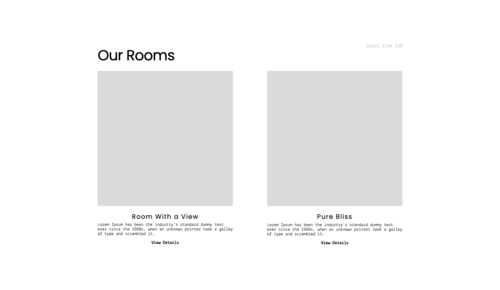 Our Rooms
Start from $99
Room With a View
Lorem Ipsum has been the industry's standard dummy text
ever since the 1500s, when an unknown printer took a galley
of type and scrambled it.
View Details
Pure Bliss
Lorem Ipsum has been the industry's standard dummy text
ever since the 1500s, when an unknown printer took a galley
of type and scrambled it.
View Details